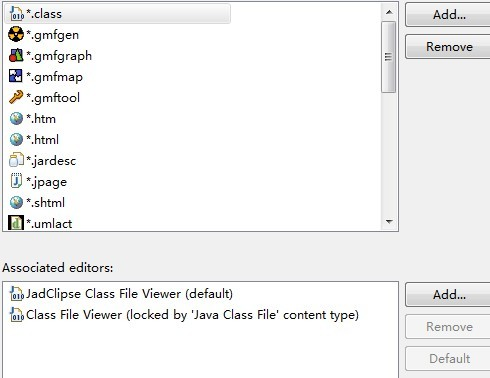 *.class
*.gmfgen
*.gmfgraph
*.gmfmap
*.gmftool
*.htm
*.html
*.jardesc
*.jpage
*.shtml
*.umlact
Add...
Remove
Associated editors:
JadClipse Class File Viewer (default)
Class File Viewer (locked by 'Java Class File' content type)
Add...
Remove
Default